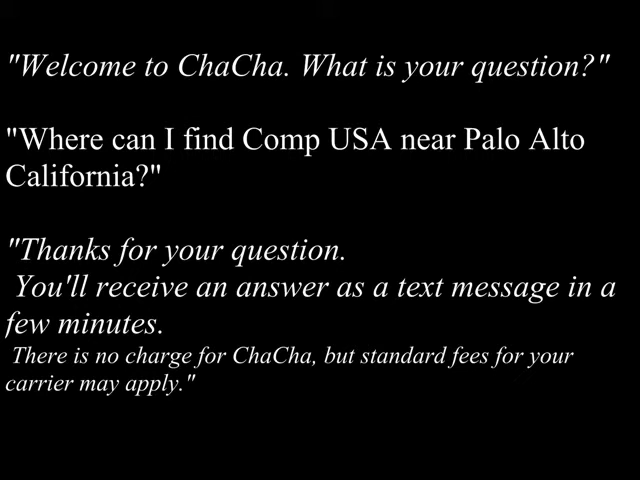 "Welcome to ChaCha. What is your question?"
"Where can I find Comp USA near Palo Alto
California?"
"Thanks for your question.
You'll receive an answer as a text message in a
few minutes.
There is no charge for ChaCha, but standard fees for your
carrier may apply."